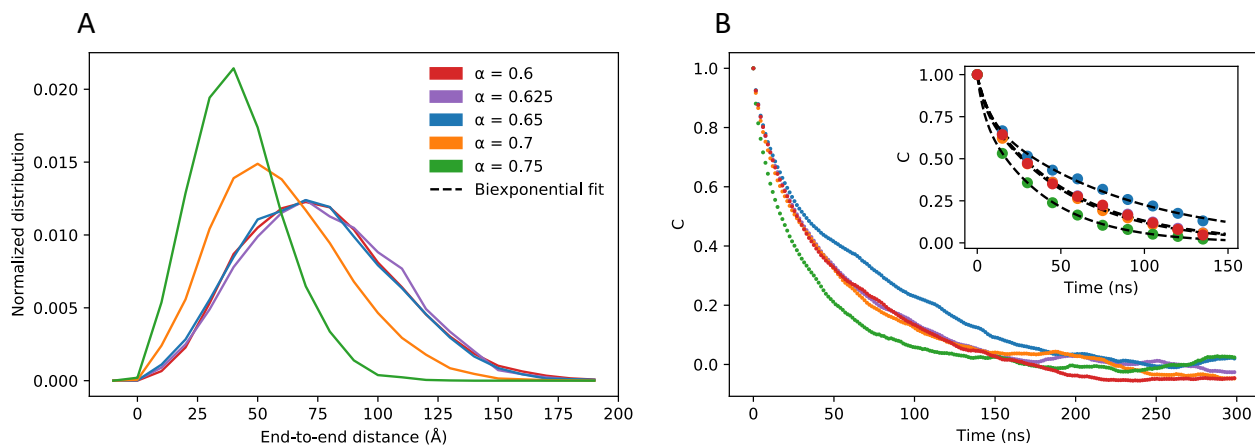 A
Normalized distribution
0.020
0.015
0.010
0.005
0.000
0 25 50 75 100 125 150 175 200
End-to-end distance (Å)
α = 0.6
α = 0.625
α = 0.65
α = 0.7
α = 0.75
Biexponential fit
B
C
1.0
0.8
0.6
0.4
0.2
0.0
0 50 100 150 200 250 300
Time (ns)
C
1.00
0.75
0.50
0.25
0.00
0 50 100 150
Time (ns)